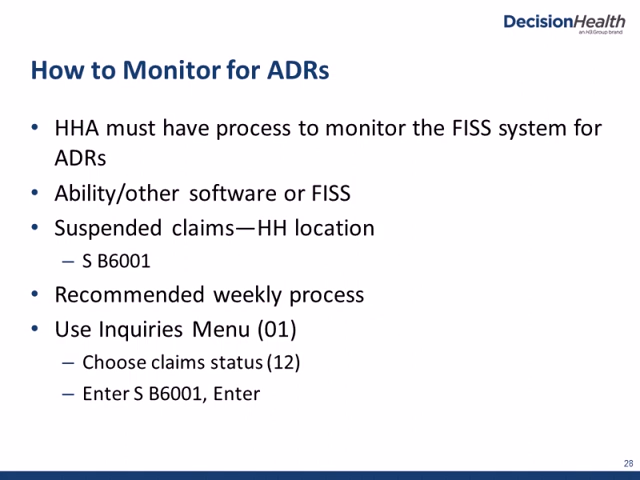 DecisionHealth
an H3.Group brand
How to Monitor for ADRs
• HHA must have process to monitor the FISS system for
ADRs
• Ability/other software or FISS
• Suspended claims—HH location
– S B6001
• Recommended weekly process
• Use Inquiries Menu (01)
– Choose claims status (12)
– Enter S B6001, Enter
28